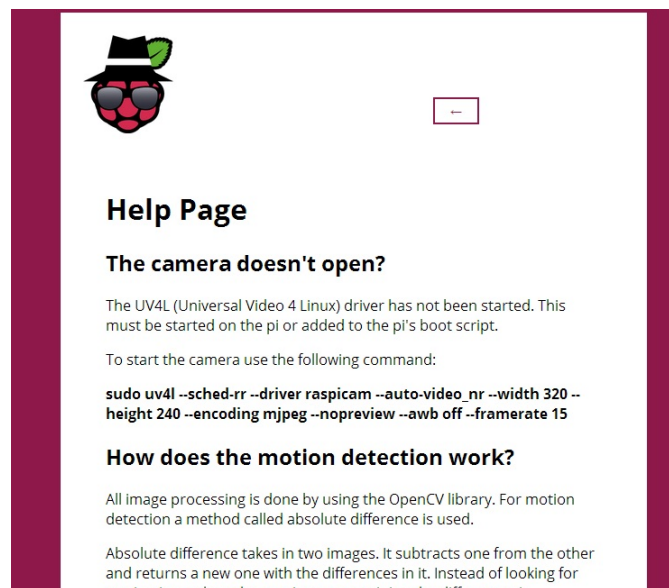 ←
Help Page
The camera doesn't open?
The UV4L (Universal Video 4 Linux) driver has not been started. This
must be started on the pi or added to the pi's boot script.
To start the camera use the following command:
sudo uv4l --sched-rr --driver raspicam --auto-video_nr --width 320 --
height 240 --encoding mjpeg --nopreview --awb off --framerate 15
How does the motion detection work?
All image processing is done by using the OpenCV library. For motion
detection a method called absolute difference is used.
Absolute difference takes in two images. It subtracts one from the other
and returns a new one with the differences in it. Instead of looking for